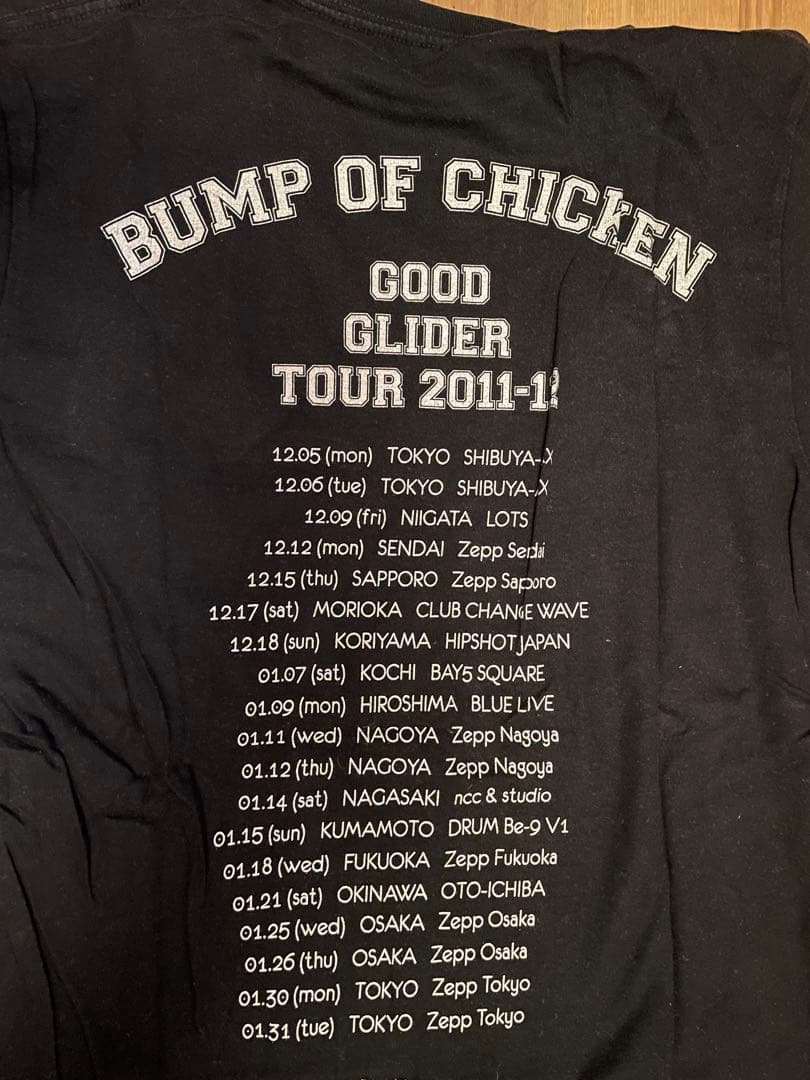 BUMP OF CHICKEN
GOOD
GLIDER
TOUR 2011-12
12.05 (mon) TOKYO SHIBUYA-AX
12.06 (tue) TOKYO SHIBUYA-AX
12.09 (fri) NIIGATA LOTS
12.12 (mon) SENDAI Zepp Sendai
12.15 (thu) SAPPORO Zepp Sapporo
12.17 (sat) MORIOKA CLUB CHANGE WAVE
12.18 (sun) KORIYAMA HIPSHOT JAPAN
01.07 (sat) KOCHI BAY5 SQUARE
01.09 (mon) HIROSHIMA BLUE LIVE
01.11 (wed) NAGOYA Zepp Nagoya
01.12 (thu) NAGOYA Zepp Nagoya
01.14 (sat) NAGASAKI ncc & studio
01.15 (sun) KUMAMOTO DRUM Be-9 V1
01.18 (wed) FUKUOKA Zepp Fukuoka
01.21 (sat) OKINAWA OTO-ICHIBA
01.25 (wed) OSAKA Zepp Osaka
01.26 (thu) OSAKA Zepp Osaka
01.30 (mon) TOKYO Zepp Tokyo
01.31 (tue) TOKYO Zepp Tokyo